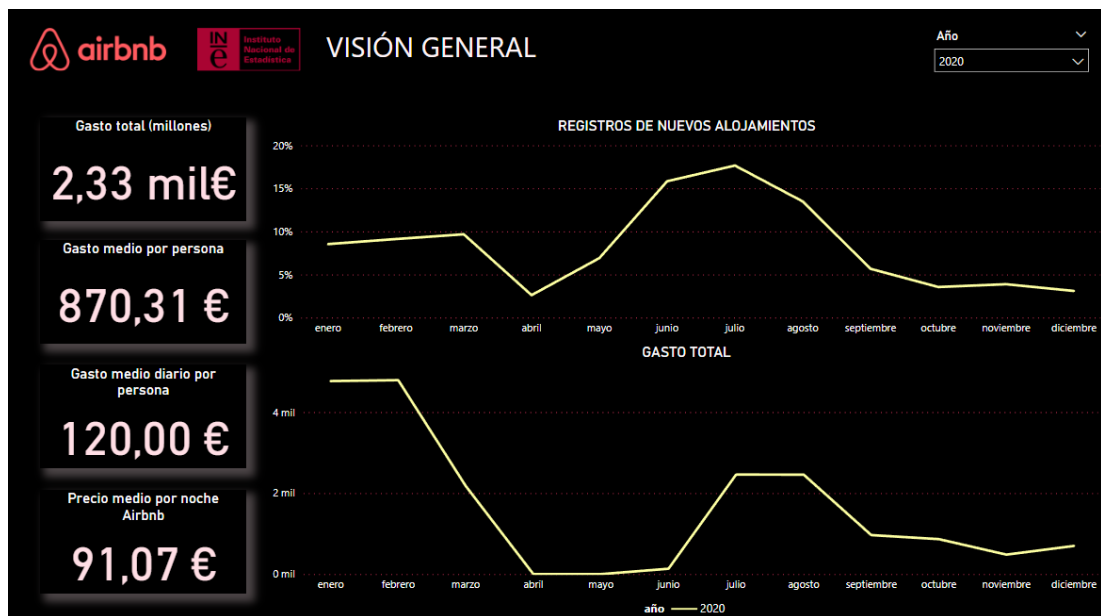 airbnb
INe
Instituto
Nacional de
Estadística
VISIÓN GENERAL
Año
2020
Gasto total (millones)
2,33 mil€
Gasto medio por persona
870,31 €
Gasto medio diario por
persona
120,00 €
Precio medio por noche
Airbnb
91,07 €
REGISTROS DE NUEVOS ALOJAMIENTOS
20%
15%
10%
5%
0%
enero febrero marzo abril mayo junio julio agosto septiembre octubre noviembre diciembre
GASTO TOTAL
4 mil
2 mil
0 mil
enero febrero marzo abril mayo junio julio agosto septiembre octubre noviembre diciembre
año 2020